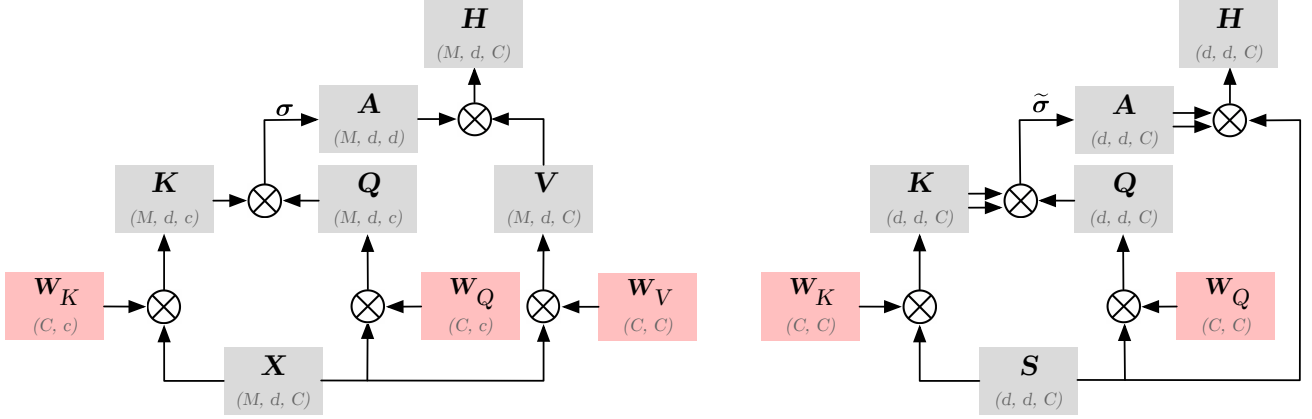 H
(M, d, C)
σ
A
(M, d, d)
K
(M, d, c)
Q
(M, d, c)
V
(M, d, C)
W_K
(C, c)
W_Q
(C, c)
W_V
(C, C)
X
(M, d, C)
H
(d, d, C)
σ̃
A
(d, d, C)
K
(d, d, C)
Q
(d, d, C)
W_K
(C, C)
W_Q
(C, C)
S
(d, d, C)